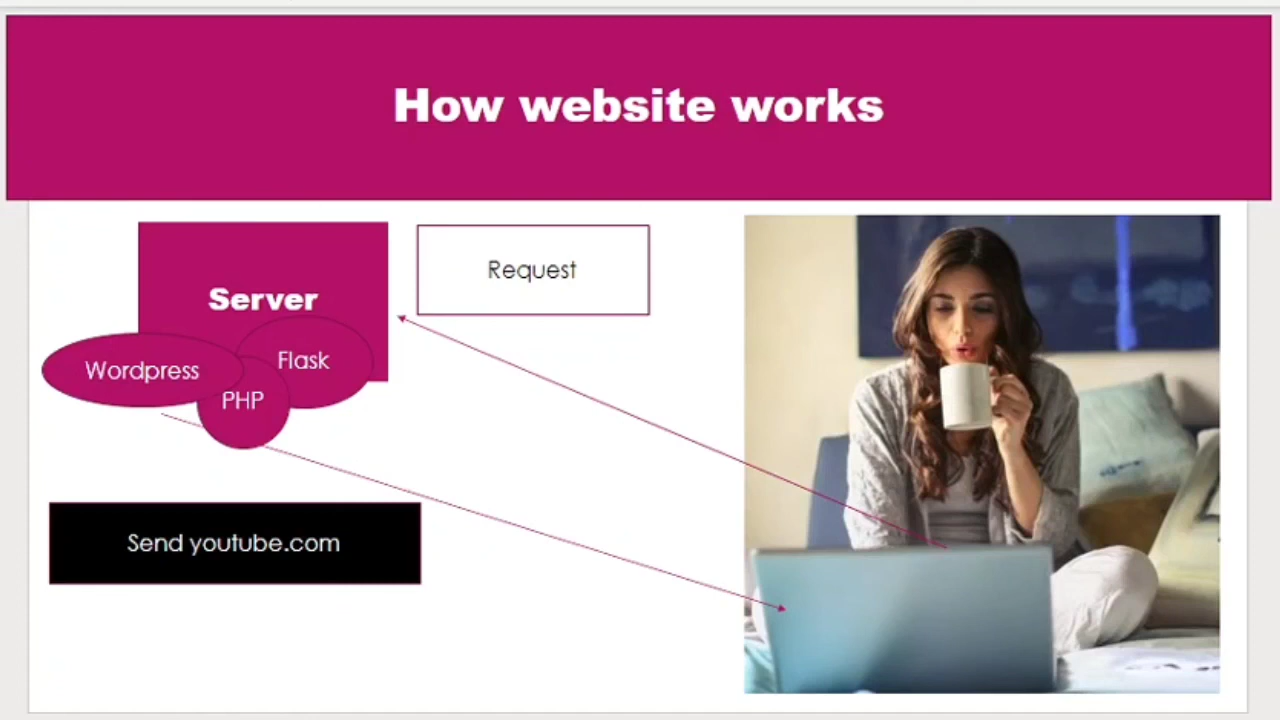 How website works
Server
Request
Wordpress
Flask
PHP
Send youtube.com